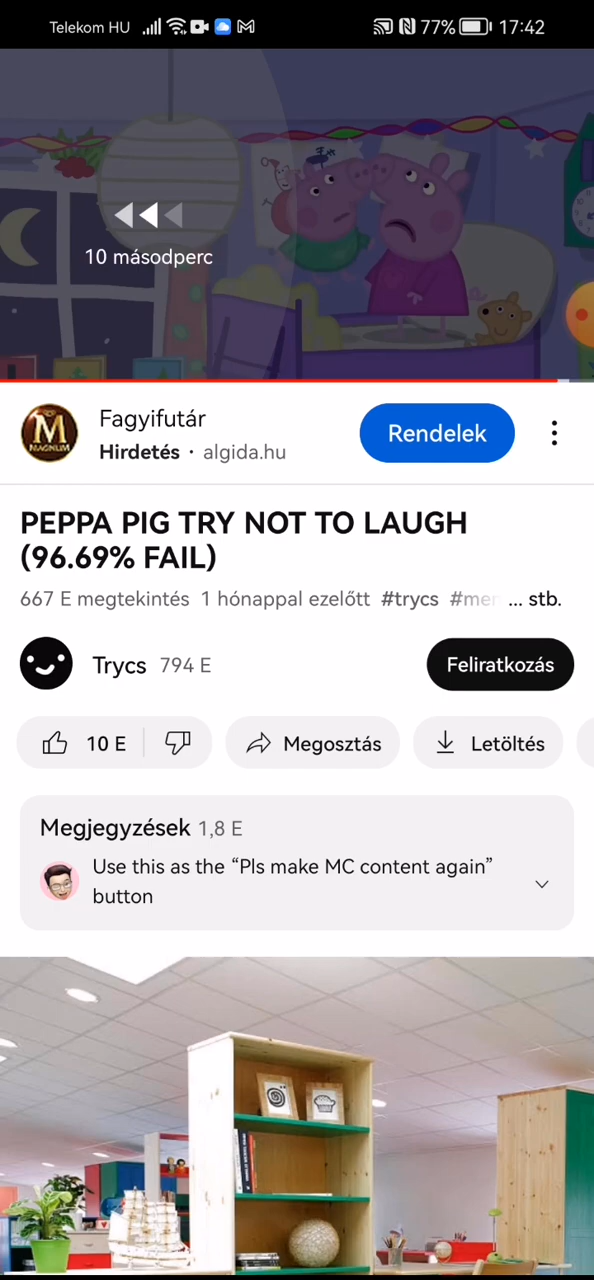 Telekom HU 77% 17:42
10 másodperc
Fagyifutár
Hirdetés · algida.hu
Rendelek
M
MAGNUM
PEPPA PIG TRY NOT TO LAUGH
(96.69% FAIL)
667 E megtekintés 1 hónappal ezelőtt #trycs #mer ... stb.
Trycs 794 E
Feliratkozás
10 E
Megosztás
Letöltés
Megjegyzések 1,8 E
Use this as the “Pls make MC content again”
button